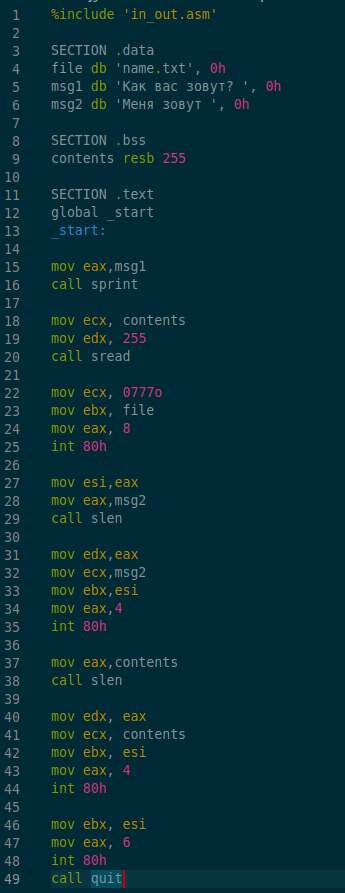 1 %include 'in_out.asm'
2
3 SECTION .data
4 file db 'name.txt', 0h
5 msg1 db 'Как вас зовут? ', 0h
6 msg2 db 'Меня зовут ', 0h
7
8 SECTION .bss
9 contents resb 255
10
11 SECTION .text
12 global _start
13 _start:
14
15 mov eax,msg1
16 call sprint
17
18 mov ecx, contents
19 mov edx, 255
20 call sread
21
22 mov ecx, 0777o
23 mov ebx, file
24 mov eax, 8
25 int 80h
26
27 mov esi,eax
28 mov eax,msg2
29 call slen
30
31 mov edx,eax
32 mov ecx,msg2
33 mov ebx,esi
34 mov eax,4
35 int 80h
36
37 mov eax,contents
38 call slen
39
40 mov edx, eax
41 mov ecx, contents
42 mov ebx, esi
43 mov eax, 4
44 int 80h
45
46 mov ebx, esi
47 mov eax, 6
48 int 80h
49 call quit